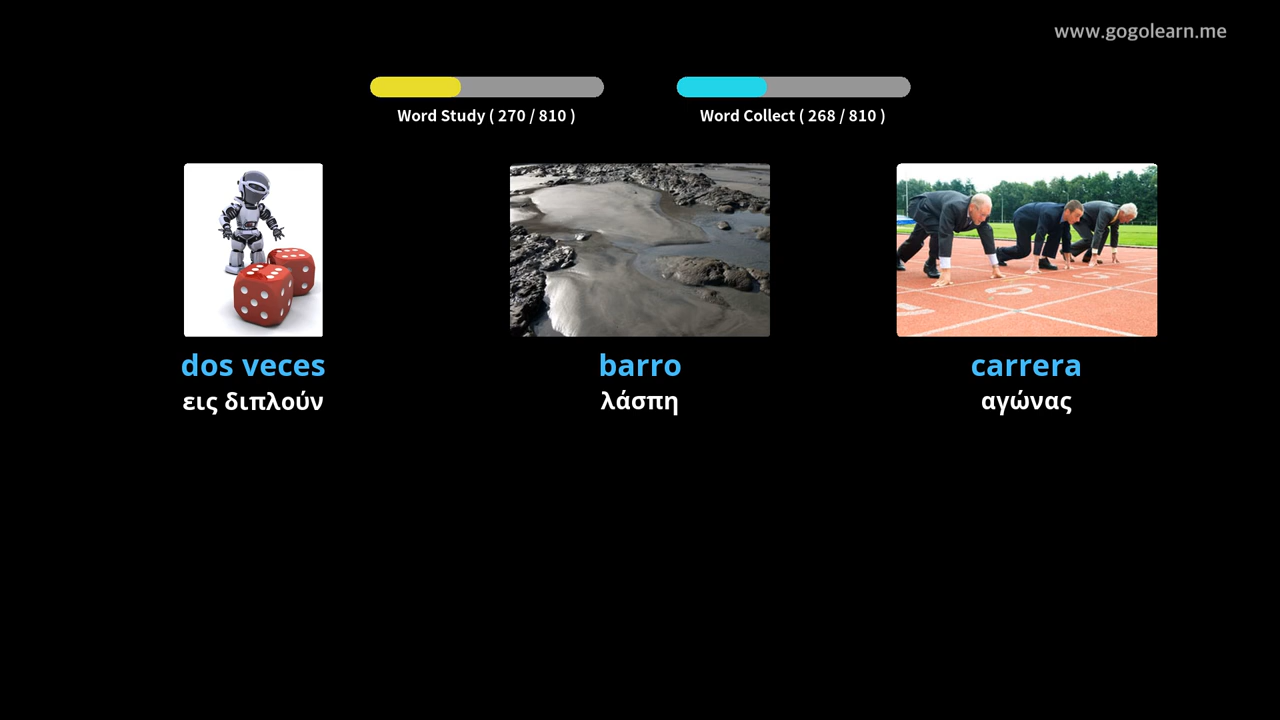 www.gogolearn.me
Word Study ( 270 / 810 )
Word Collect ( 268 / 810 )
dos veces
εις διπλούν
barro
λάσπη
carrera
αγώνας